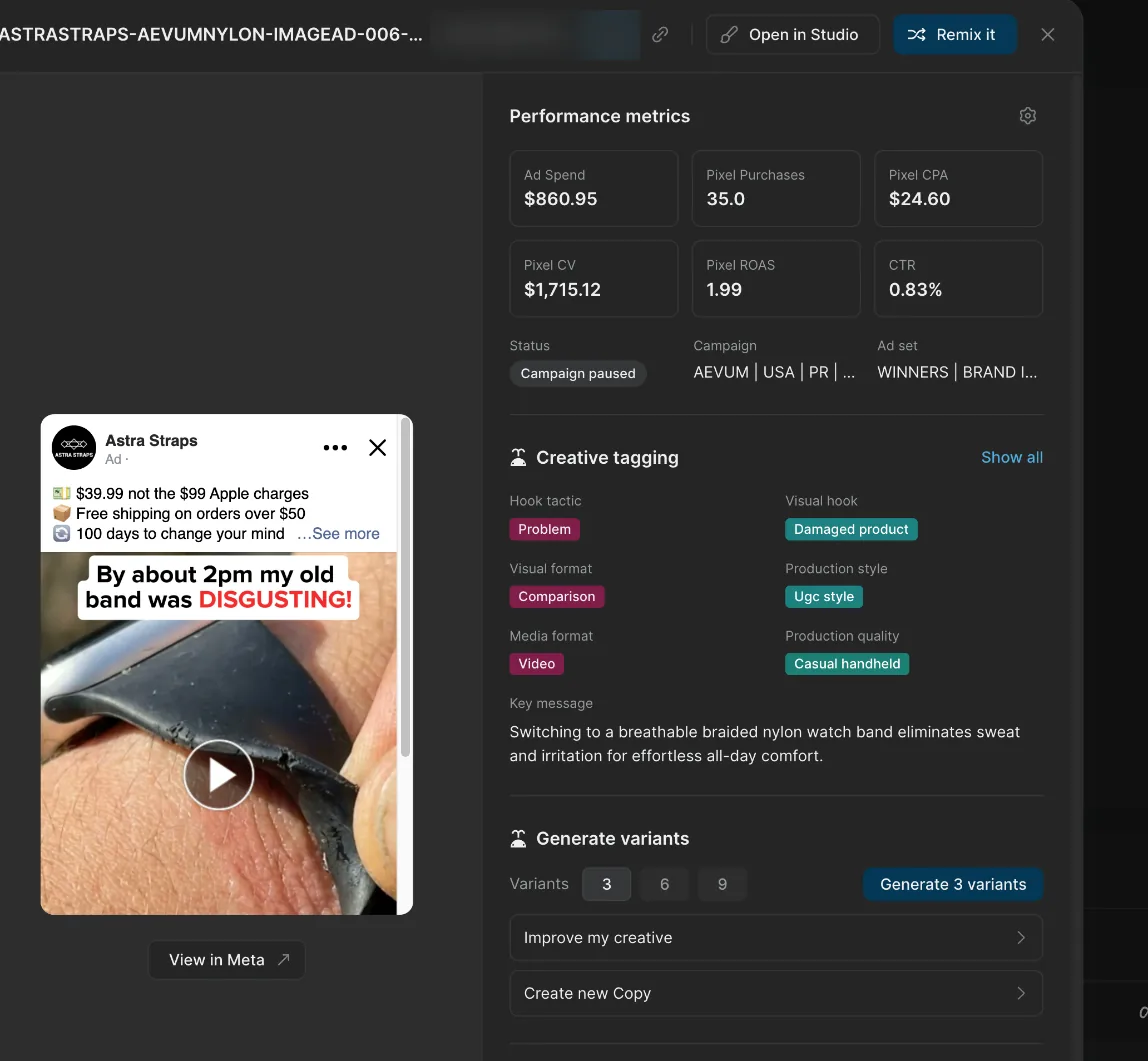 ASTRASTRAPS-AEVUMNYLON-IMAGEAD-006-...
Open in Studio
Remix it
Performance metrics
Ad Spend
$860.95
Pixel Purchases
35.0
Pixel CPA
$24.60
Pixel CV
$1,715.12
Pixel ROAS
1.99
CTR
0.83%
Status
Campaign paused
Campaign
AEVUM | USA | PR | ...
Ad set
WINNERS | BRAND I...
ASTRA STRAPS
Astra Straps
Ad ·
💵 $39.99 not the $99 Apple charges
📦 Free shipping on orders over $50
🔄 100 days to change your mind ...See more
By about 2pm my old
band was DISGUSTING!
View in Meta
Creative tagging
Show all
Hook tactic
Problem
Visual hook
Damaged product
Visual format
Comparison
Production style
Ugc style
Media format
Video
Production quality
Casual handheld
Key message
Switching to a breathable braided nylon watch band eliminates sweat
and irritation for effortless all-day comfort.
Generate variants
Variants
3
6
9
Generate 3 variants
Improve my creative
Create new Copy